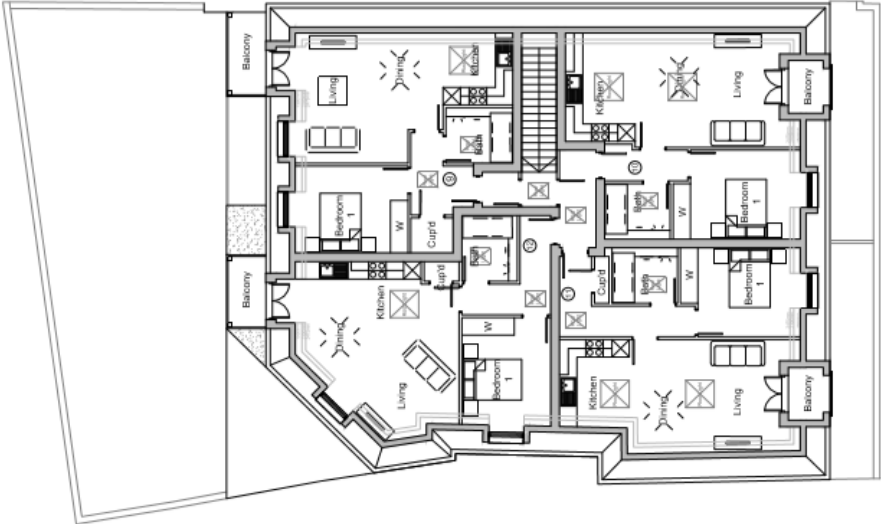 Balcony
Living
Dining
Kitchen
Bath
9
Bedroom
1
W
Cup'd
Kitchen
Dining
Living
Balcony
10
Bath
W
Bedroom
1
Balcony
Kitchen
Dining
Living
Cup'd
Bath
12
W
Bedroom
1
11
Cup'd
Bath
W
Bedroom
1
Kitchen
Dining
Living
Balcony